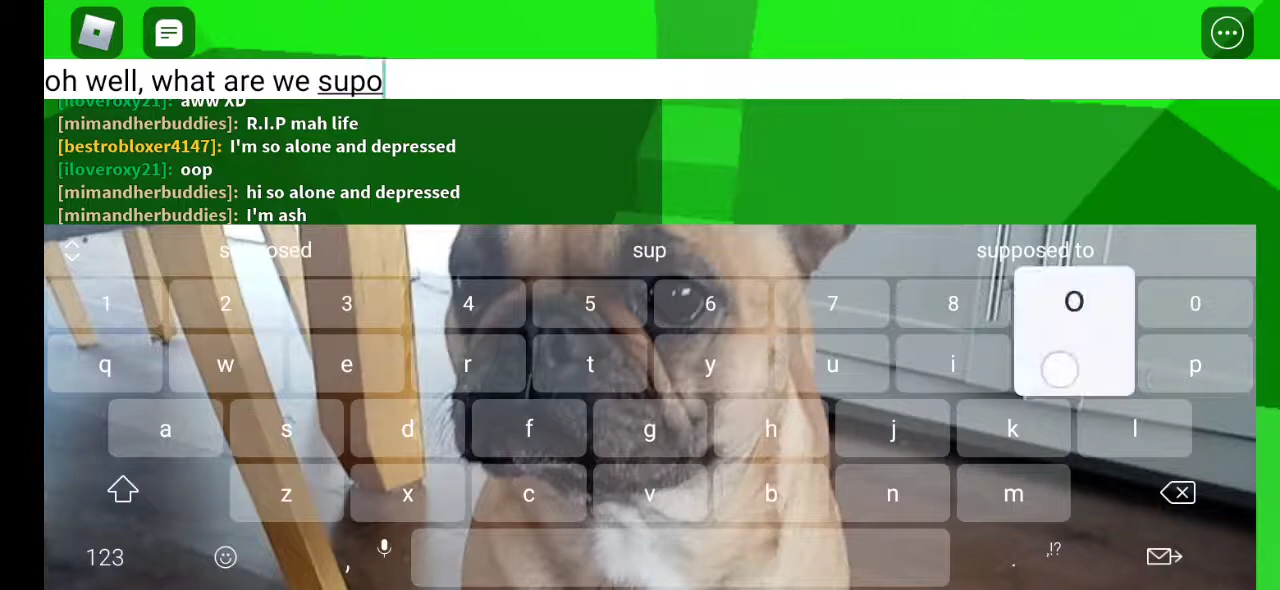 oh well, what are we supo
[iloveroxy21]: aww XD
[mimandherbuddies]: R.I.P mah life
[bestrobloxer4147]: I'm so alone and depressed
[iloveroxy21]: oop
[mimandherbuddies]: hi so alone and depressed
[mimandherbuddies]: I'm ash
supposed sup supposed to
1 2 3 4 5 6 7 8 o 0
q w e r t y u i p
a s d f g h j k l
z x c v b n m
123 , . ,!?